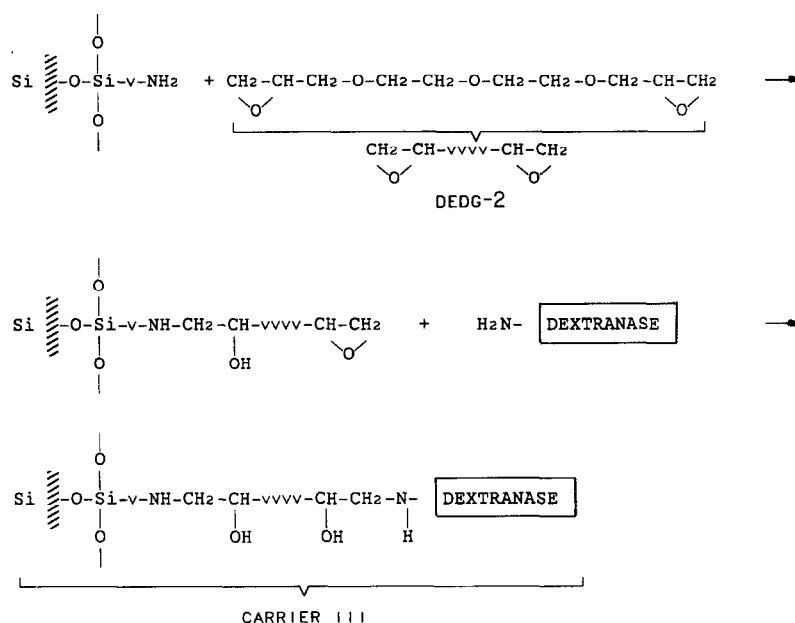 O
Si -O-Si-v-NH2 + CH2-CH-CH2-O-CH2-CH2-O-CH2-CH2-O-CH2-CH-CH2
O
O
O
CH2-CH-vvvv-CH-CH2
O
O
DEDG-2
O
Si -O-Si-v-NH-CH2-CH-vvvv-CH-CH2 + H2N- DEXTRANASE
O
OH
O
O
Si -O-Si-v-NH-CH2-CH-vvvv-CH-CH2-N- DEXTRANASE
O
OH
OH
H
CARRIER III